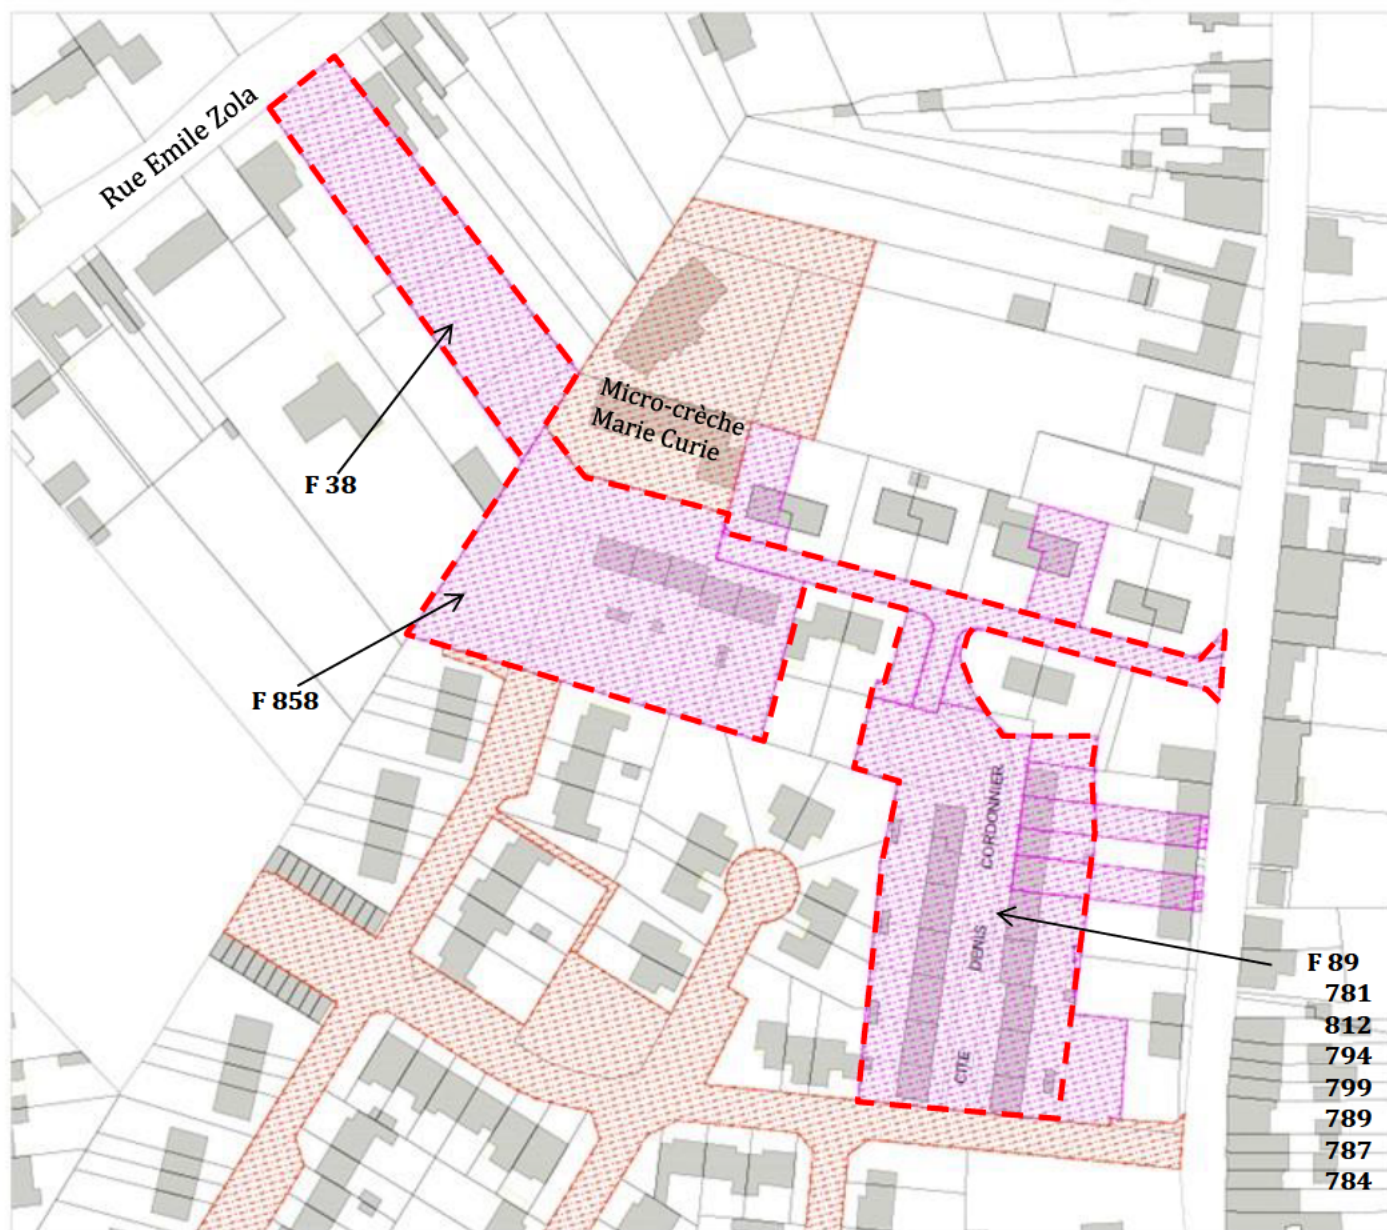 Rue Emile Zola
Micro-crèche
Marie Curie
F 38
F 858
CITE DENIS CORDONNIER
F 89
781
812
794
799
789
787
784